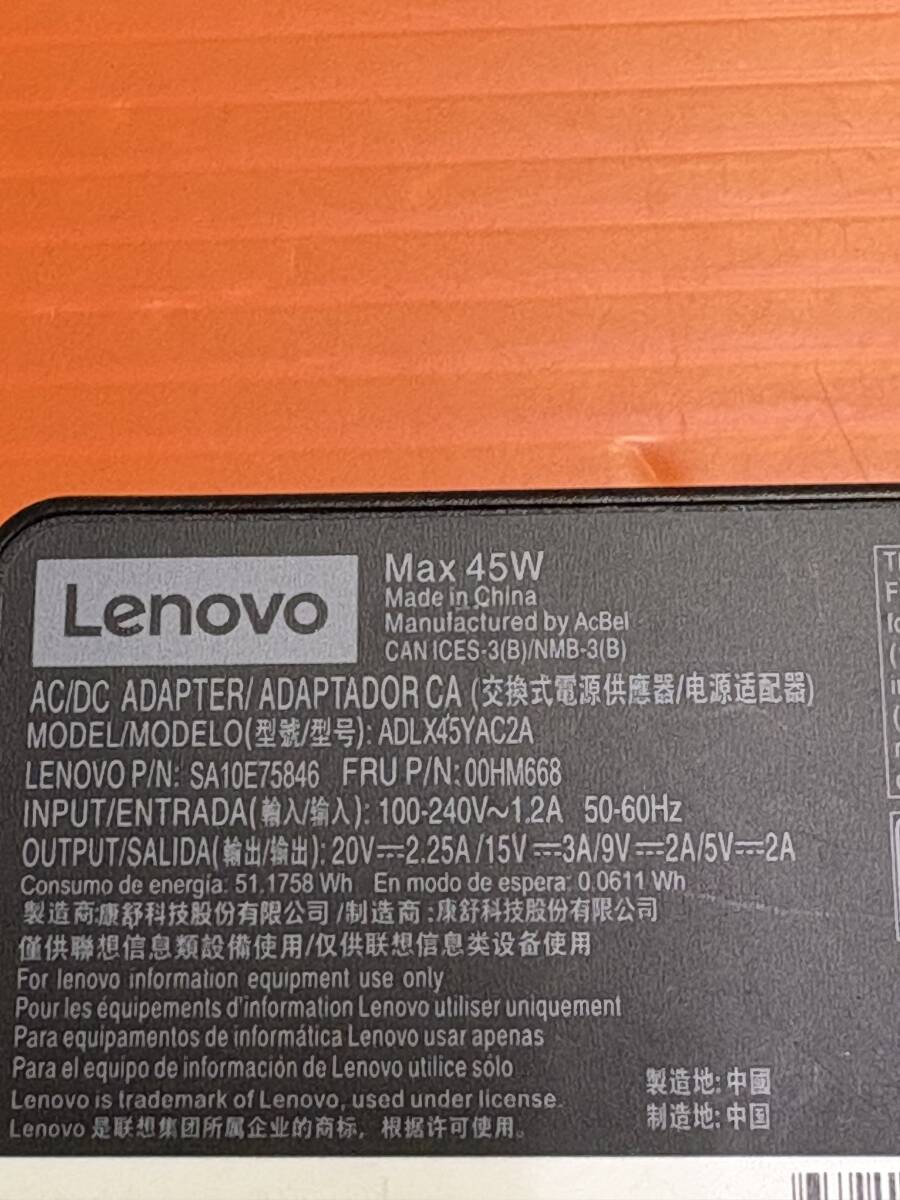 Lenovo
Max 45W
Made in China
Manufactured by AcBel
CAN ICES-3(B)/NMB-3(B)
AC/DC ADAPTER/ ADAPTADOR CA (交換式電源供應器/电源适配器)
MODEL/MODELO(型號/型号): ADLX45YAC2A
LENOVO P/N: SA10E75846 FRU P/N: 00HM668
INPUT/ENTRADA(輸入/输入): 100-240V～1.2A 50-60Hz
OUTPUT/SALIDA(輸出/输出): 20V⎓2.25A/15V⎓3A/9V⎓2A/5V⎓2A
Consumo de energia: 51.1758 Wh En modo de espera: 0.0611 Wh
製造商:康舒科技股份有限公司 /制造商 :康舒科技股份有限公司
僅供聯想信息類設備使用/仅供联想信息类设备使用
For lenovo information equipment use only
Pour les équipements d'information Lenovo utiliser uniquement
Para equipamentos de informática Lenovo usar apenas
Para el equipo de información de Lenovo utilice sólo
Lenovo is trademark of Lenovo, used under license.
Lenovo 是联想集团所属企业的商标，根据许可使用。
製造地: 中國
制造地: 中国